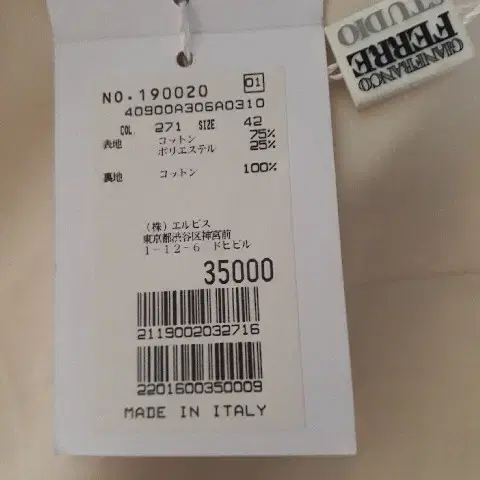 GIANFRANCO
FERRE
STUDIO
NO.190020 01
40900A306A0310
COL 271 SIZE 42
表地 コットン 75%
ポリエステル 25%
裏地 コットン 100%
(株)エルビス
東京都渋谷区神宮前
1-12-6 ドヒビル
35000
2119002032716
2201600350009
MADE IN ITALY